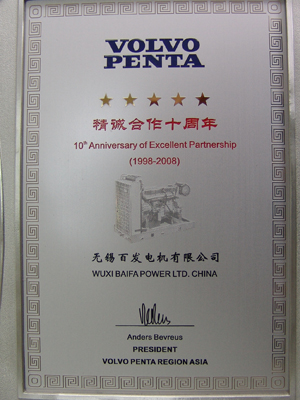 VOLVO
PENTA
精诚合作十周年
10th Anniversary of Excellent Partnership
(1998-2008)
无锡百发电机有限公司
WUXI BAIFA POWER LTD. CHINA
Anders Bevreus
PRESIDENT
VOLVO PENTA REGION ASIA